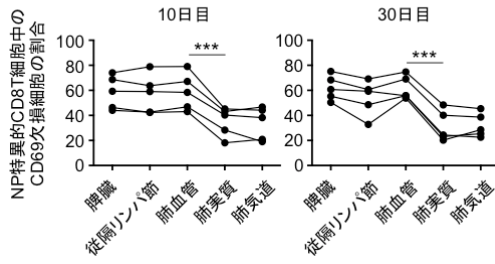 NP特異的CD8T細胞中の
CD69欠損細胞の割合
10日目
***
100
80
60
40
20
0
脾臓
従隔リンパ節
肺血管
肺実質
肺気道
30日目
***
100
80
60
40
20
0
脾臓
従隔リンパ節
肺血管
肺実質
肺気道